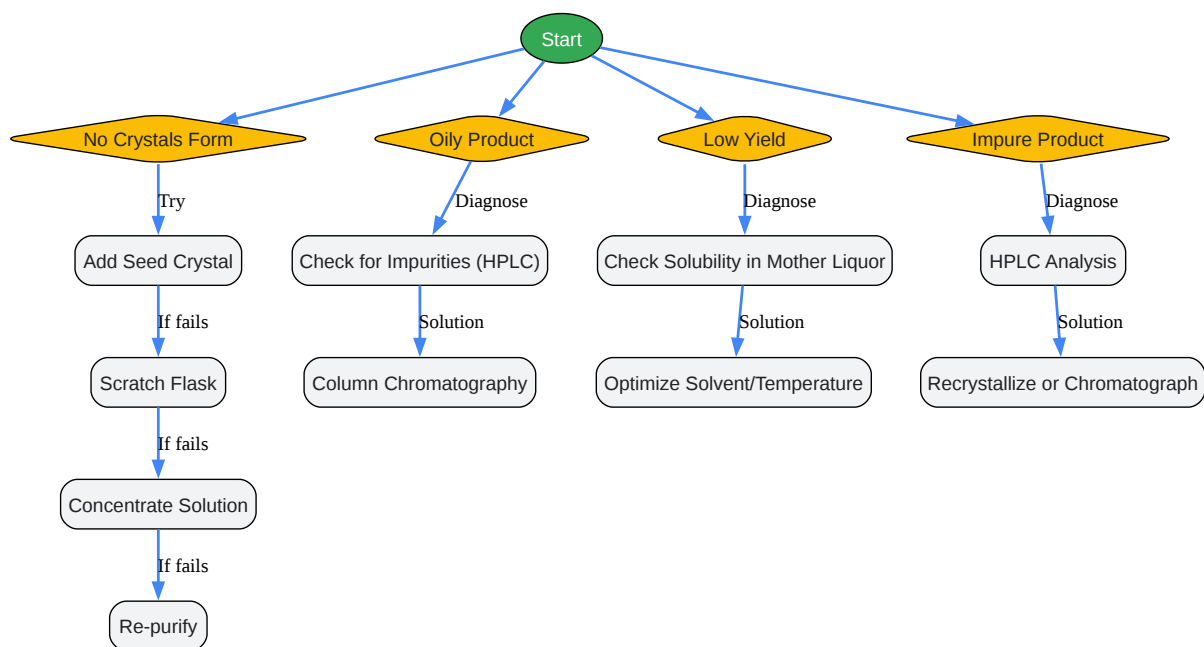 Start
No Crystals Form
Oily Product
Low Yield
Impure Product
Try
Diagnose
Diagnose
Diagnose
Add Seed Crystal
Check for Impurities (HPLC)
Check Solubility in Mother Liquor
HPLC Analysis
If fails
Solution
Solution
Solution
Scratch Flask
Column Chromatography
Optimize Solvent/Temperature
Recrystallize or Chromatograph
If fails
Concentrate Solution
If fails
Re-purify